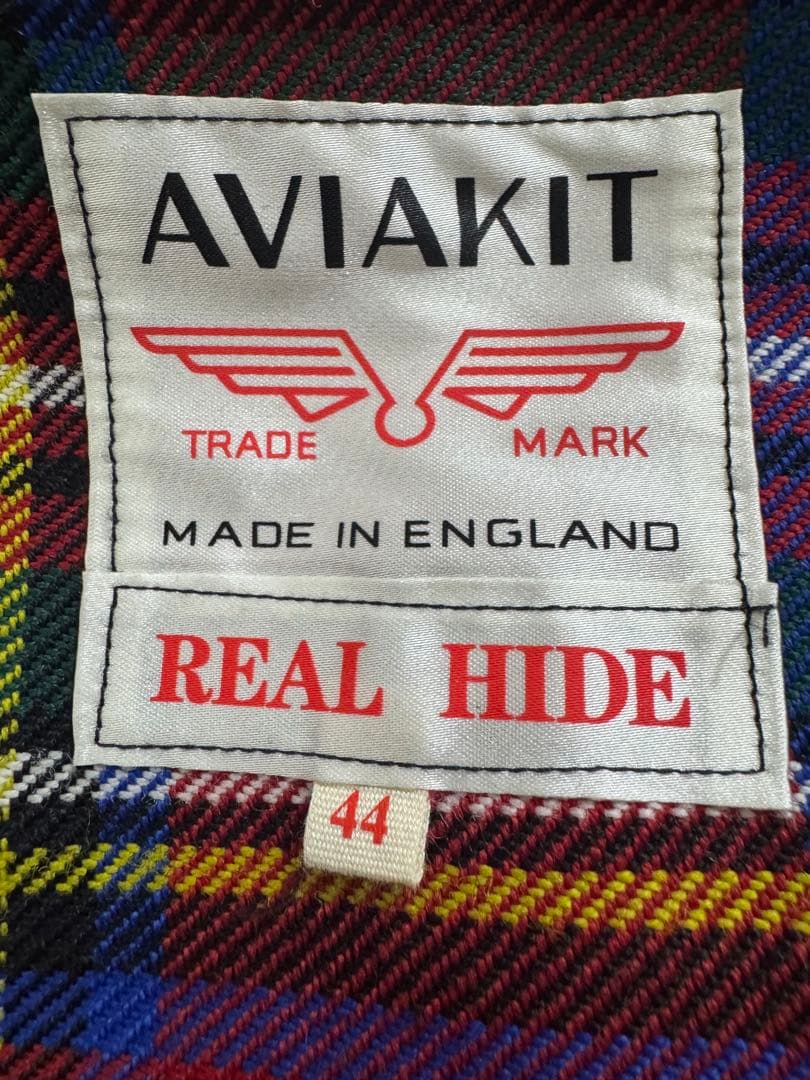 AVIAKIT
TRADE MARK
MADE IN ENGLAND
REAL HIDE
44